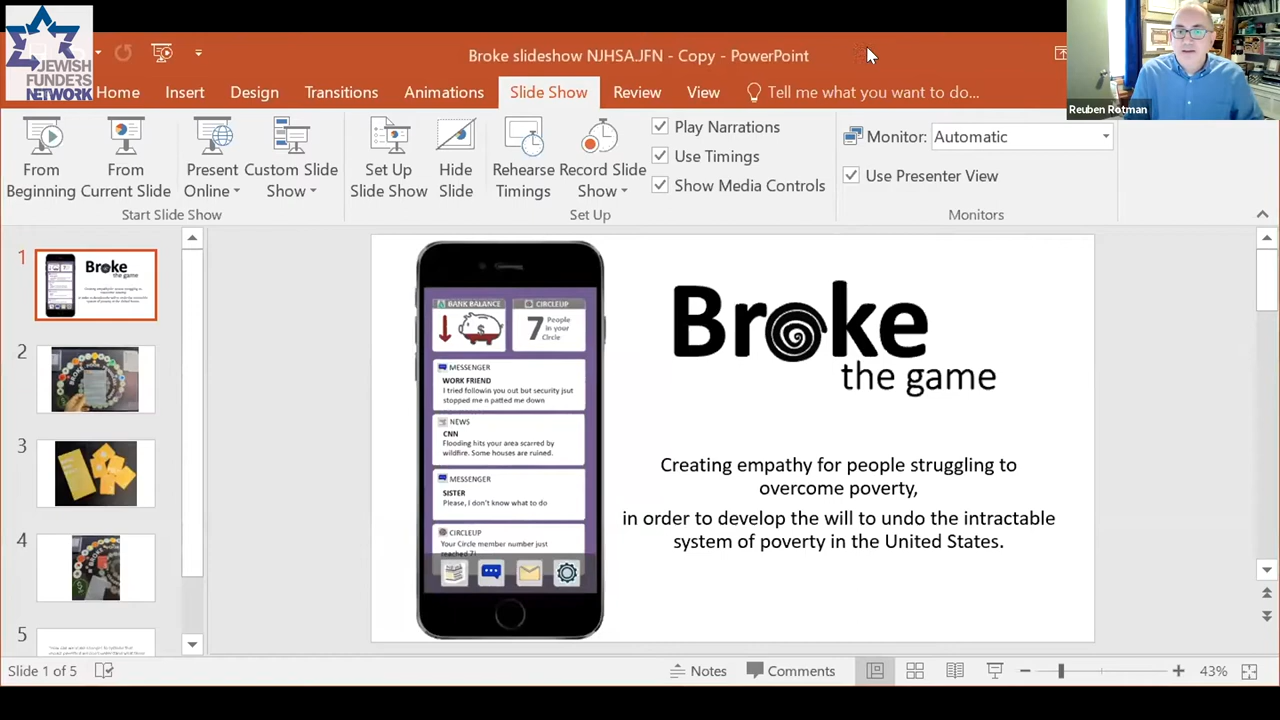 JEWISH
FUNDERS
NETWORK
Broke slideshow NJHSA.JFN - Copy - PowerPoint
Reuben Rotman
Home
Insert
Design
Transitions
Animations
Slide Show
Review
View
Tell me what you want to do...
From
Beginning
From
Current Slide
Present
Online
Custom Slide
Show
Start Slide Show
Set Up
Slide Show
Hide
Slide
Rehearse
Timings
Record Slide
Show
Play Narrations
Use Timings
Show Media Controls
Set Up
Monitor: Automatic
Use Presenter View
Monitors
1
Broke
the game
2
3
4
5
BANK BALANCE
CIRCLEUP
7 People
in your
Circle
MESSENGER
WORK FRIEND
I tried followin you out bot security jsut
stopped me n patted me down
NEWS
CNN
Flooding hits your area scarred by
wildfire. Some houses are ruined.
MESSENGER
SISTER
Please, I don't know what to do
CIRCLEUP
Your Circle member number just
reached 7!
Broke
the game
Creating empathy for people struggling to
overcome poverty,
in order to develop the will to undo the intractable
system of poverty in the United States.
Slide 1 of 5
Notes
Comments
43%